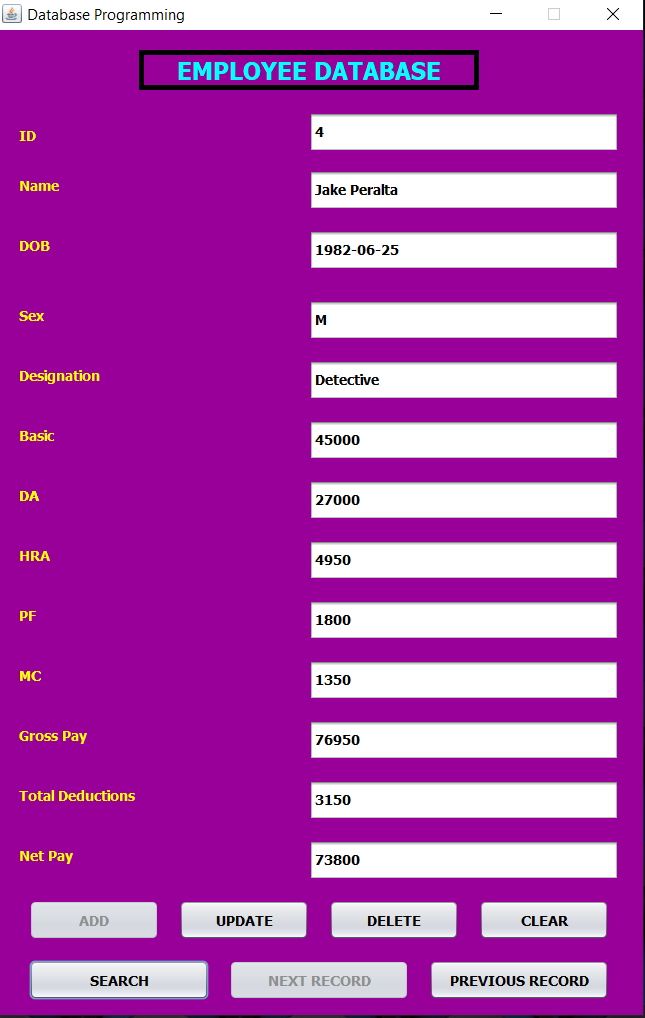 Database Programming
EMPLOYEE DATABASE
ID 4
Name Jake Peralta
DOB 1982-06-25
Sex M
Designation Detective
Basic 45000
DA 27000
HRA 4950
PF 1800
MC 1350
Gross Pay 76950
Total Deductions 3150
Net Pay 73800
ADD UPDATE DELETE CLEAR
SEARCH NEXT RECORD PREVIOUS RECORD